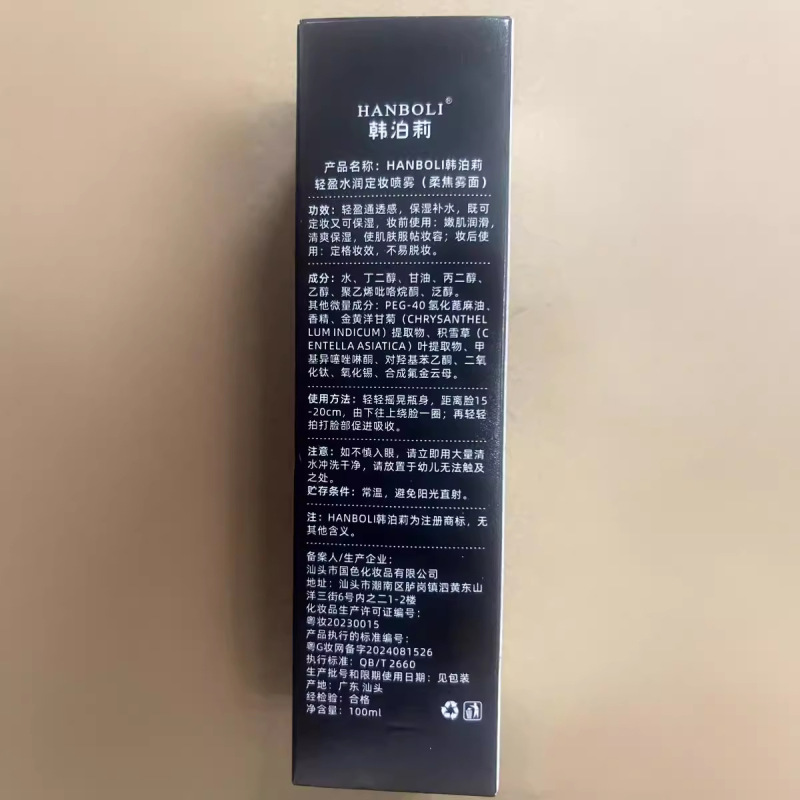 HANBOLI®
韩泊莉
产品名称：HANBOLI韩泊莉
轻盈水润定妆喷雾（柔焦雾面）
功效：轻盈通透感，保湿补水，既可
定妆又可保湿，妆前使用：嫩肌润滑，
清爽保湿，使肌肤服帖妆容；妆后使
用：定格妆效，不易脱妆。
成分：水、丁二醇、甘油、丙二醇、
乙醇、聚乙烯吡咯烷酮、泛醇。
其他微量成分：PEG-40 氢化蓖麻油、
香精、金黄洋甘菊（CHRYSANTHEL
LUM INDICUM）提取物、积雪草（C
ENTELLA ASIATICA）叶提取物、甲
基异噻唑啉酮、对羟基苯乙酮、二氧
化钛、氧化锡、合成氟金云母。
使用方法：轻轻摇晃瓶身，距离脸15
-20cm，由下往上绕脸一圈；再轻轻
拍打脸部促进吸收。
注意：如不慎入眼，请立即用大量清
水冲洗干净，请放置于幼儿无法触及
之处。
贮存条件：常温，避免阳光直射。
注：HANBOLI韩泊莉为注册商标，无
其他含义。
备案人/生产企业：
汕头市国色化妆品有限公司
地址：汕头市潮南区胪岗镇泗黄东山
洋三街6号内之二1-2楼
化妆品生产许可证编号：
粤妆20230015
产品执行的标准编号：
粤G妆网备字2024081526
执行标准：QB/T 2660
生产批号和限期使用日期：见包装
产地：广东 汕头
经检验：合格
净含量：100ml